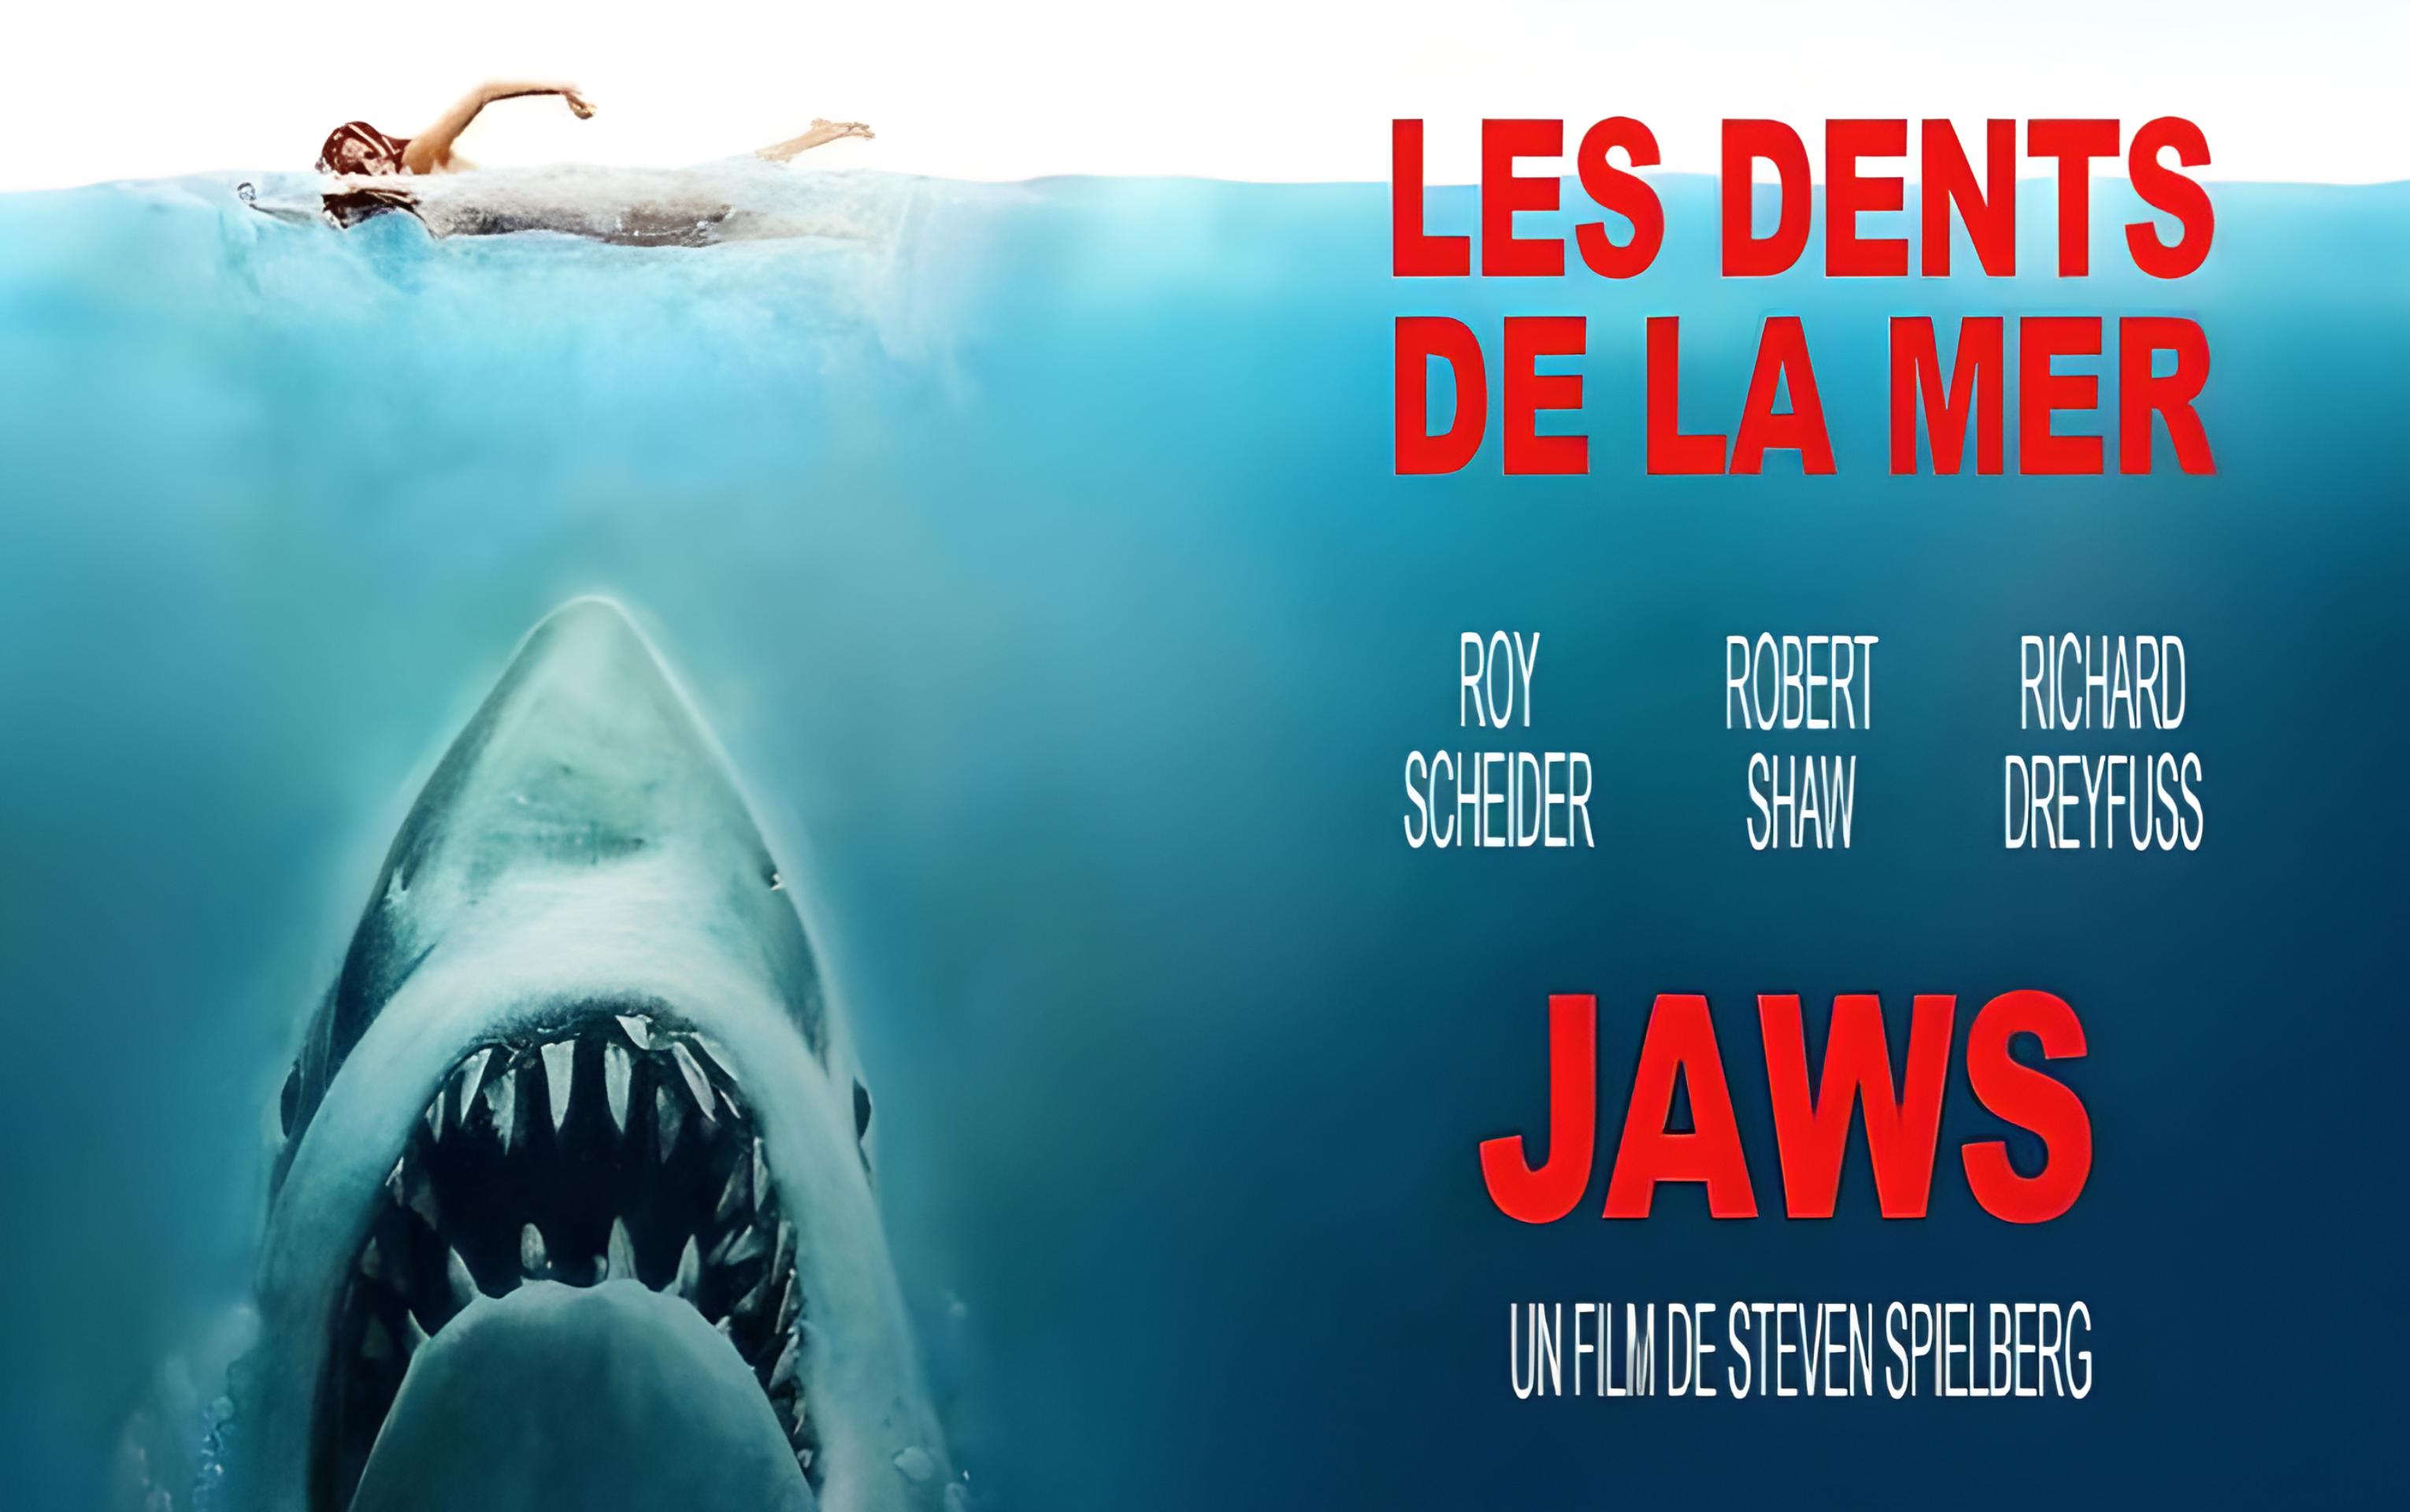 LES DENTS
DE LA MER
ROY
SCHEIDER
ROBERT
SHAW
RICHARD
DREYFUSS
JAWS
UN FILM DE STEVEN SPIELBERG